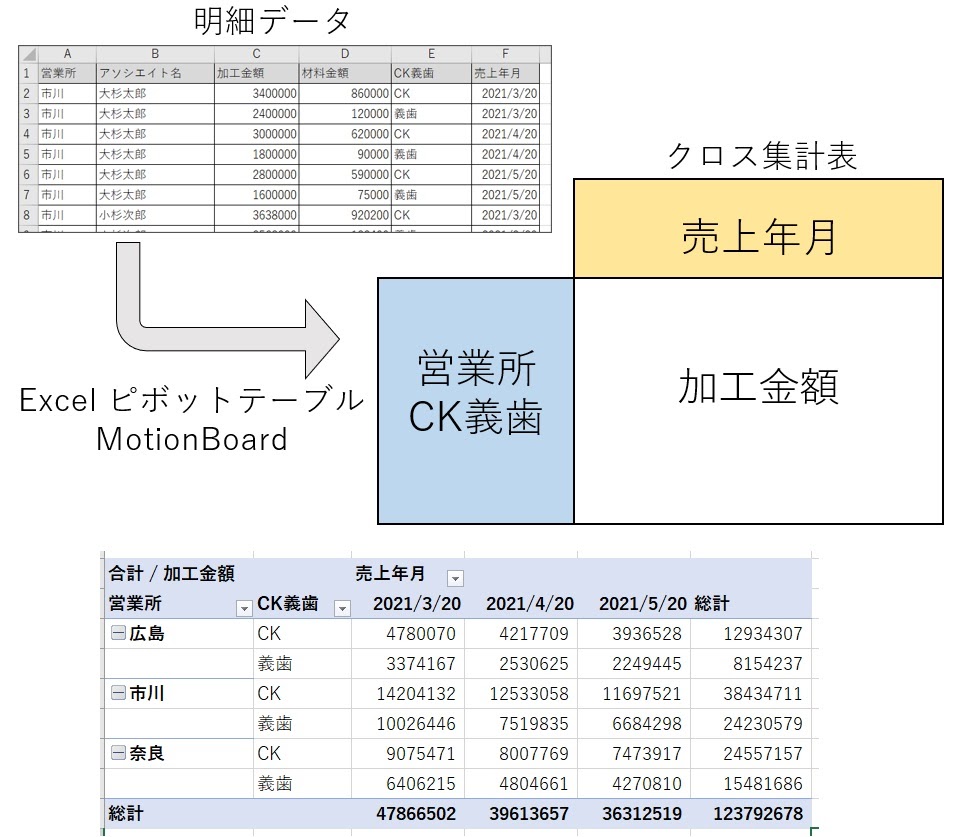 明細データ
A B C D E F
1 営業所 アソシエイト名 加工金額 材料金額 CK義歯 売上年月
2 市川 大杉太郎 3400000 860000 CK 2021/3/20
3 市川 大杉太郎 2400000 120000 義歯 2021/3/20
4 市川 大杉太郎 3000000 620000 CK 2021/4/20
5 市川 大杉太郎 1800000 90000 義歯 2021/4/20
6 市川 大杉太郎 2800000 590000 CK 2021/5/20
7 市川 大杉太郎 1600000 75000 義歯 2021/5/20
8 市川 小杉次郎 3638000 920200 CK 2021/3/20
クロス集計表
売上年月
営業所
CK義歯
加工金額
Excel ピボットテーブル
MotionBoard
合計 / 加工金額 売上年月
営業所 CK義歯 2021/3/20 2021/4/20 2021/5/20 総計
広島 CK 4780070 4217709 3936528 12934307
義歯 3374167 2530625 2249445 8154237
市川 CK 14204132 12533058 11697521 38434711
義歯 10026446 7519835 6684298 24230579
奈良 CK 9075471 8007769 7473917 24557157
義歯 6406215 4804661 4270810 15481686
総計 47866502 39613657 36312519 123792678